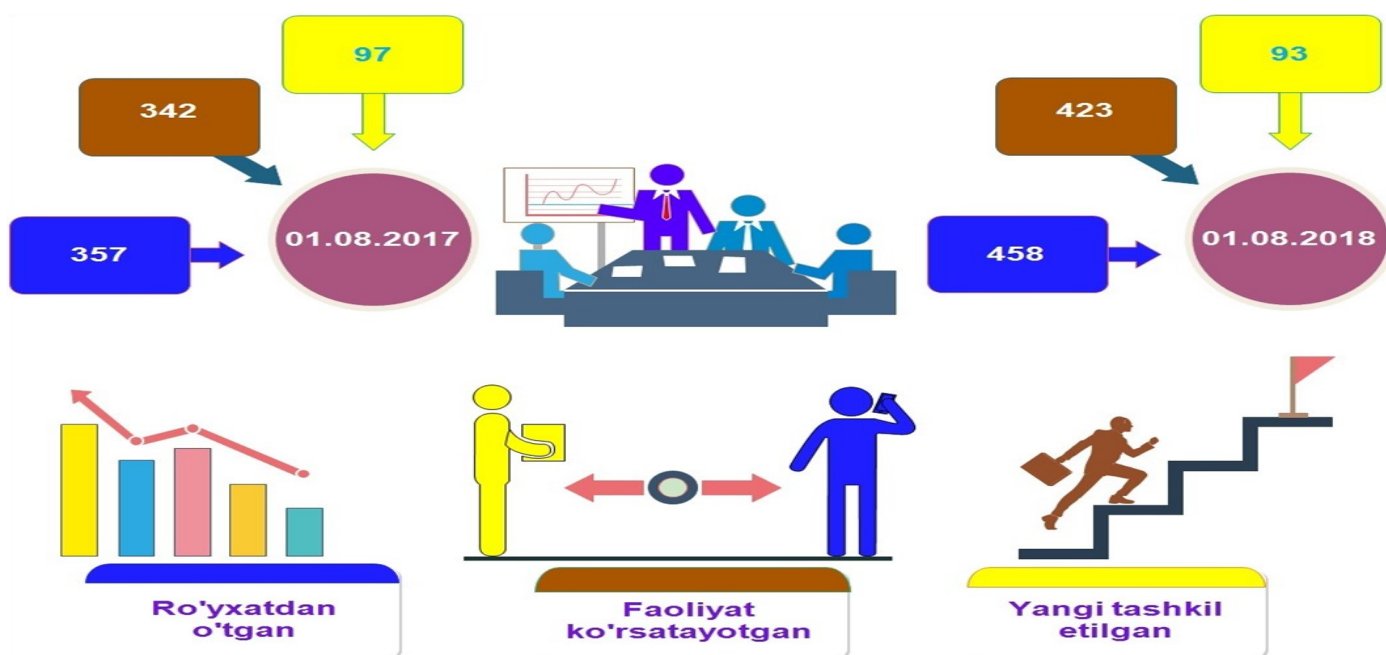 97
93
342
423
357
01.08.2017
458
01.08.2018
Ro'yxatdan
o'tgan
Faoliyat
ko'rsatayotgan
Yangi tashkil
etilgan